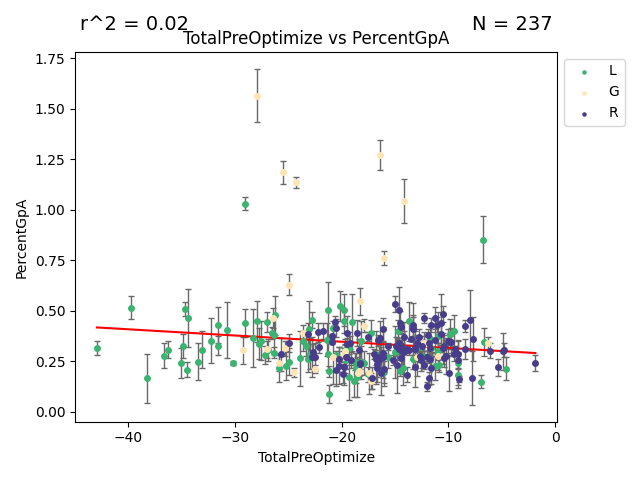 r^2 = 0.02
N = 237
TotalPreOptimize vs PercentGpA
1.75
1.50
1.25
1.00
0.75
0.50
0.25
0.00
PercentGpA
−40
−30
−20
−10
0
TotalPreOptimize
L
G
R